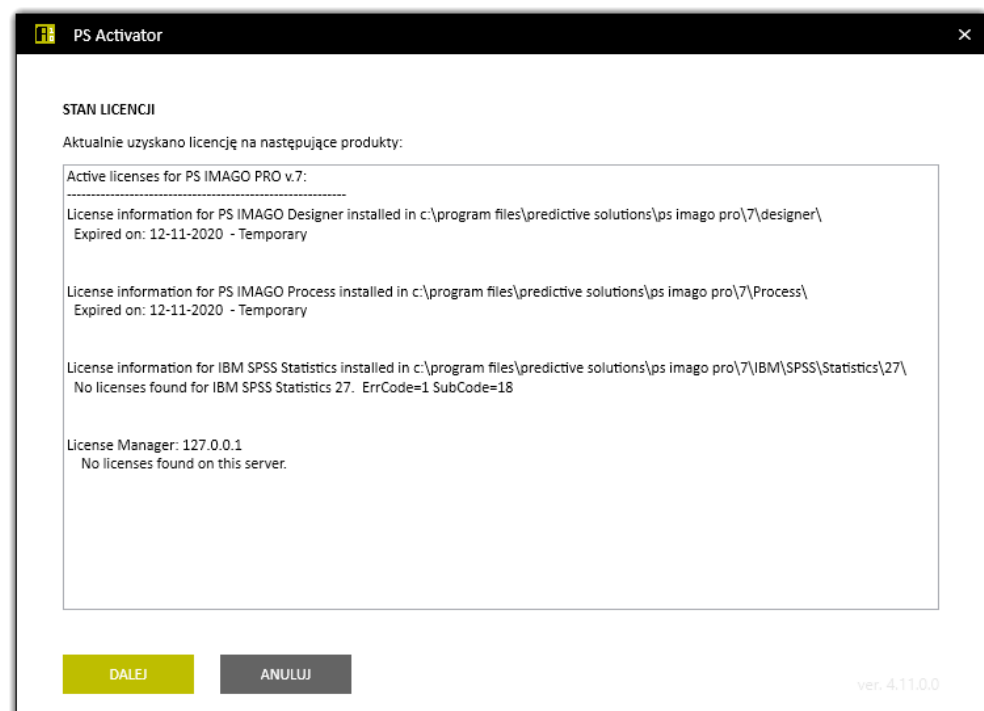 PS Activator
STAN LICENCJI
Aktualnie uzyskano licencję na następujące produkty:
Active licenses for PS IMAGO PRO v.7:
----------------------------------------------------------
License information for PS IMAGO Designer installed in c:\program files\predictive solutions\ps imago pro\7\designer\
Expired on: 12-11-2020 - Temporary
License information for PS IMAGO Process installed in c:\program files\predictive solutions\ps imago pro\7\Process\
Expired on: 12-11-2020 - Temporary
License information for IBM SPSS Statistics installed in c:\program files\predictive solutions\ps imago pro\7\IBM\SPSS\Statistics\27\
No licenses found for IBM SPSS Statistics 27. ErrCode=1 SubCode=18
License Manager: 127.0.0.1
No licenses found on this server.
DALEJ
ANULUJ
ver. 4.11.0.0